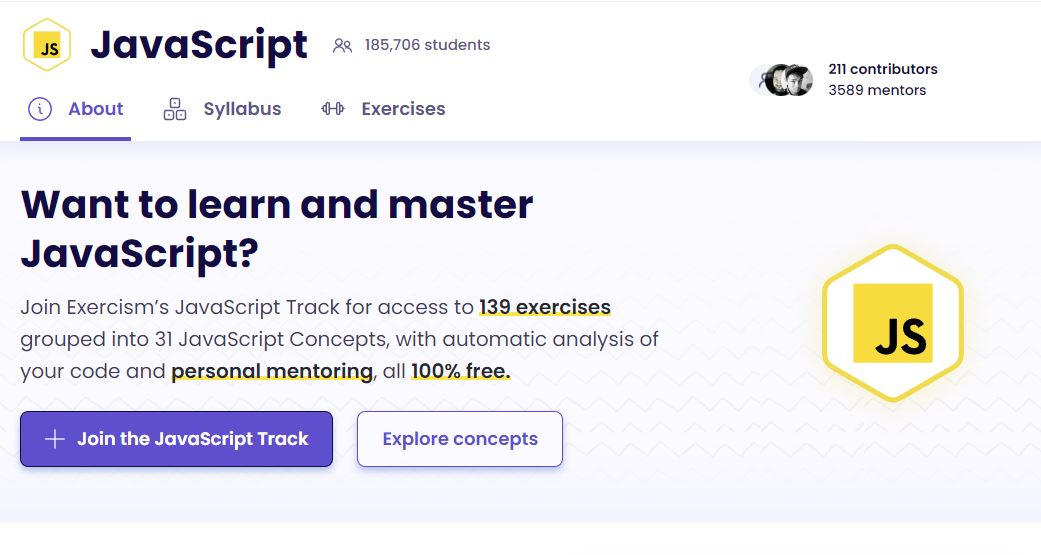 JS
JavaScript
185,706 students
211 contributors
3589 mentors
About
Syllabus
Exercises
Want to learn and master
JavaScript?
Join Exercism’s JavaScript Track for access to 139 exercises
grouped into 31 JavaScript Concepts, with automatic analysis of
your code and personal mentoring, all 100% free.
JS
Join the JavaScript Track
Explore concepts